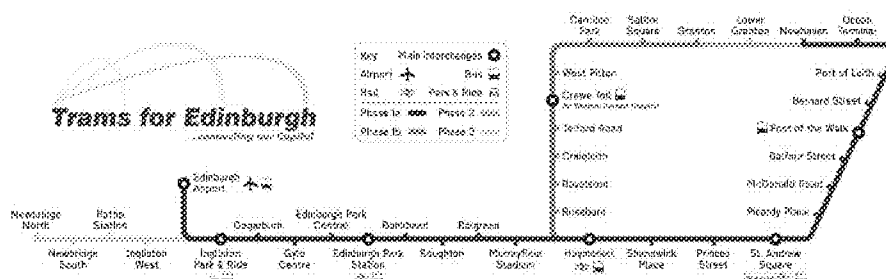 Caroline
Park
Saltire
Square
Granton
Lower
Granton
Newhaven
Ocean
Terminal
Trams for Edinburgh
...connecting our Capital
Key
Main Interchanges
Airport
Bus
Rail
Park & Ride
Phase 1a
Phase 2
Phase 1b
Phase 3
West Pilton
Crewe Toll
Telford Road
Craigleith
Ravelston
Roseburn
Port of Leith
Bernard Street
Foot of the Walk
Balfour Street
McDonald Road
Picardy Place
Edinburgh
Airport
Newbridge
North
Ratho
Station
Gogarburn
Edinburgh Park
Central
Bankhead
Balgreen
Newbridge
South
Ingliston
West
Ingliston
Park & Ride
Gyle
Centre
Edinburgh Park
Station
Saughton
Murrayfield
Stadium
Haymarket
Shandwick
Place
Princes
Street
St. Andrew
Square